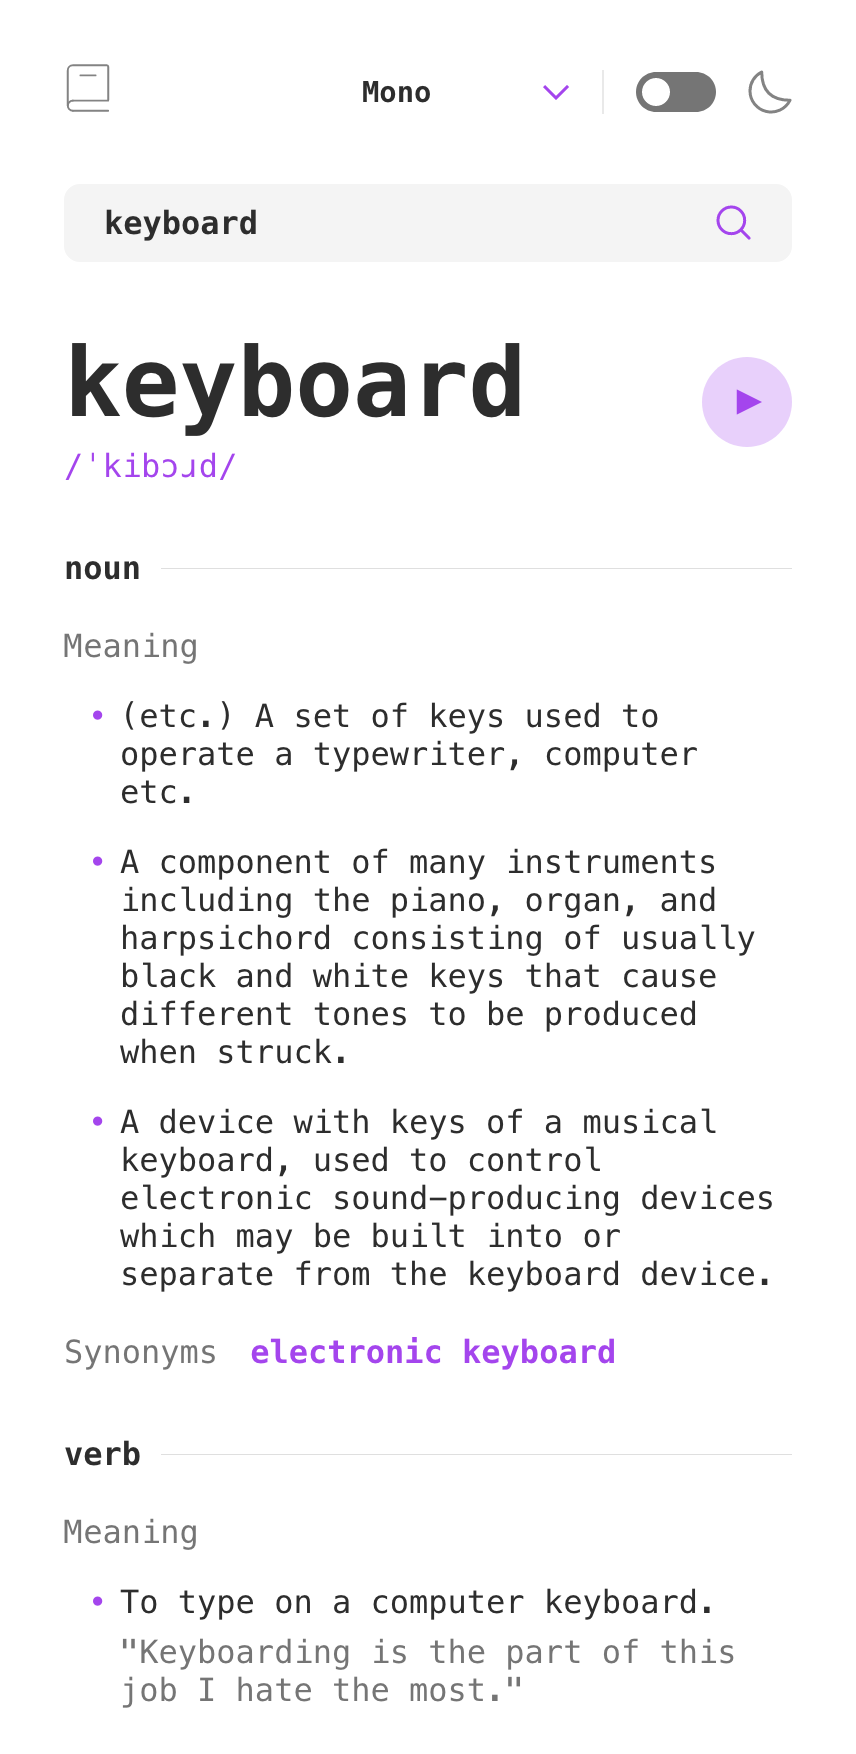 Mono
keyboard
keyboard
/ˈkibɔɹd/
noun
Meaning
• (etc.) A set of keys used to
operate a typewriter, computer
etc.
• A component of many instruments
including the piano, organ, and
harpsichord consisting of usually
black and white keys that cause
different tones to be produced
when struck.
• A device with keys of a musical
keyboard, used to control
electronic sound-producing devices
which may be built into or
separate from the keyboard device.
Synonyms electronic keyboard
verb
Meaning
• To type on a computer keyboard.
"Keyboarding is the part of this
job I hate the most."